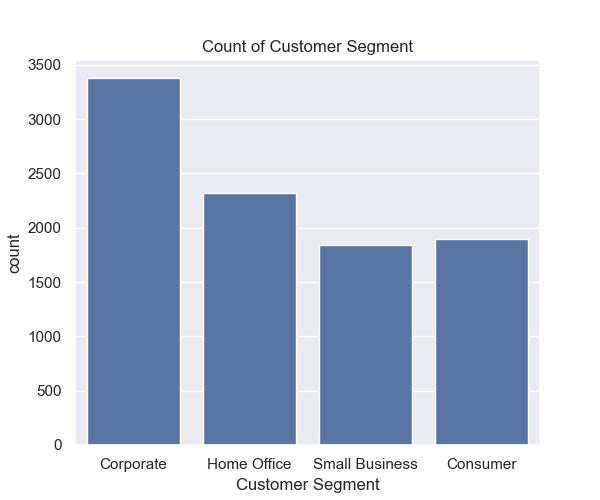 Count of Customer Segment
3500
3000
2500
2000
1500
1000
500
0
count
Corporate Home Office Small Business Consumer
Customer Segment